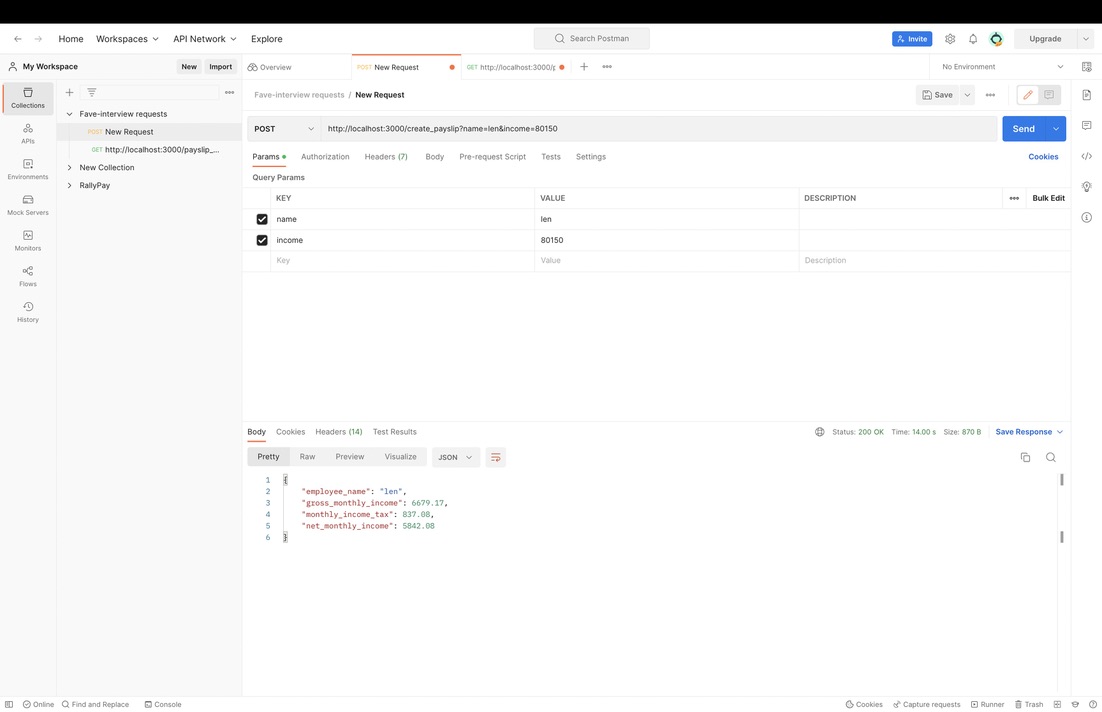 Home Workspaces API Network Explore Search Postman Invite Upgrade
My Workspace New Import Overview POST New Request GET http://localhost:3000/p No Environment
Collections
APIs
Environments
Mock Servers
Monitors
Flows
History
Fave-interview requests
POST New Request
GET http://localhost:3000/payslip_...
New Collection
RallyPay
Fave-interview requests / New Request Save
POST http://localhost:3000/create_payslip?name=len&income=80150 Send
Params Authorization Headers (7) Body Pre-request Script Tests Settings Cookies
Query Params
KEY VALUE DESCRIPTION Bulk Edit
name len
income 80150
Key Value Description
Body Cookies Headers (14) Test Results Status: 200 OK Time: 14.00 s Size: 870 B Save Response
Pretty Raw Preview Visualize JSON
1 {
2 "employee_name": "len",
3 "gross_monthly_income": 6679.17,
4 "monthly_income_tax": 837.08,
5 "net_monthly_income": 5842.08
6 }
Online Find and Replace Console Cookies Capture requests Runner Trash